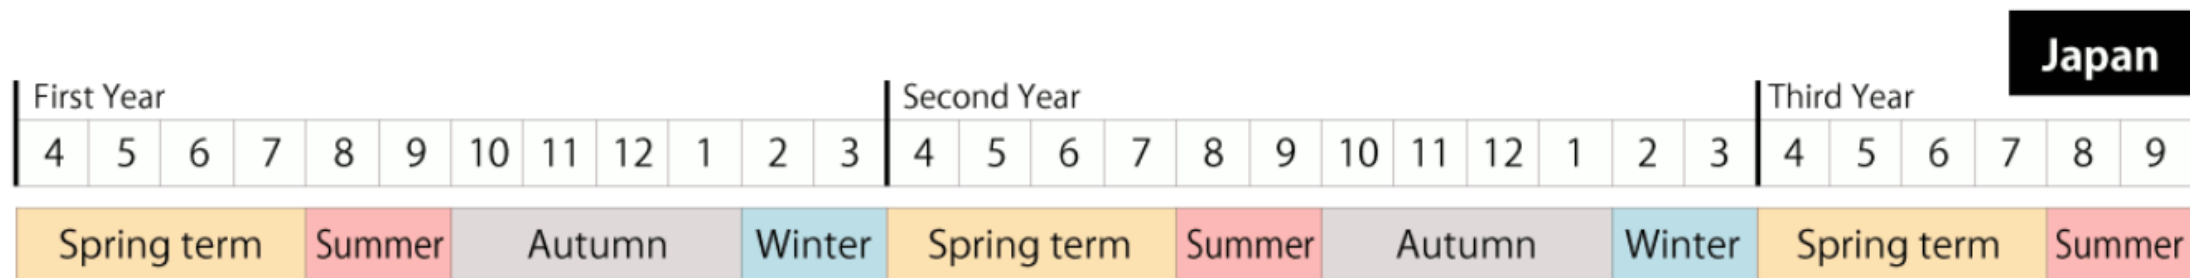 Japan
First Year Second Year Third Year
4 5 6 7 8 9 10 11 12 1 2 3 4 5 6 7 8 9 10 11 12 1 2 3 4 5 6 7 8 9
Spring term Summer Autumn Winter Spring term Summer Autumn Winter Spring term Summer